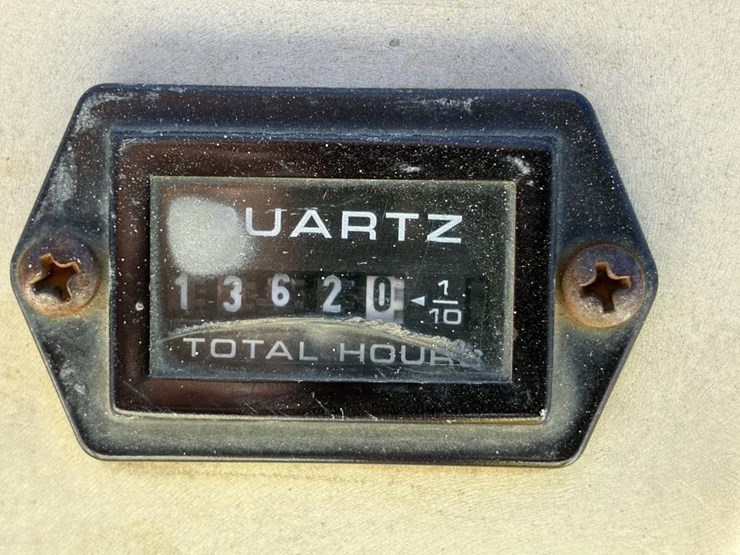 UARTZ
13620 ◄ 1/10
TOTAL HOURS